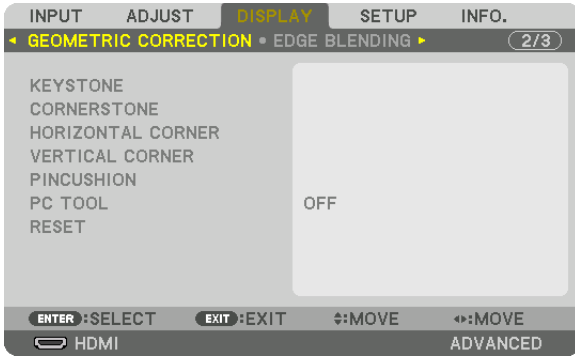 INPUT ADJUST DISPLAY SETUP INFO.
◂ GEOMETRIC CORRECTION • EDGE BLENDING ▸ 2/3
KEYSTONE
CORNERSTONE
HORIZONTAL CORNER
VERTICAL CORNER
PINCUSHION
PC TOOL OFF
RESET
ENTER :SELECT EXIT :EXIT ⬍:MOVE ⬌:MOVE
HDMI ADVANCED